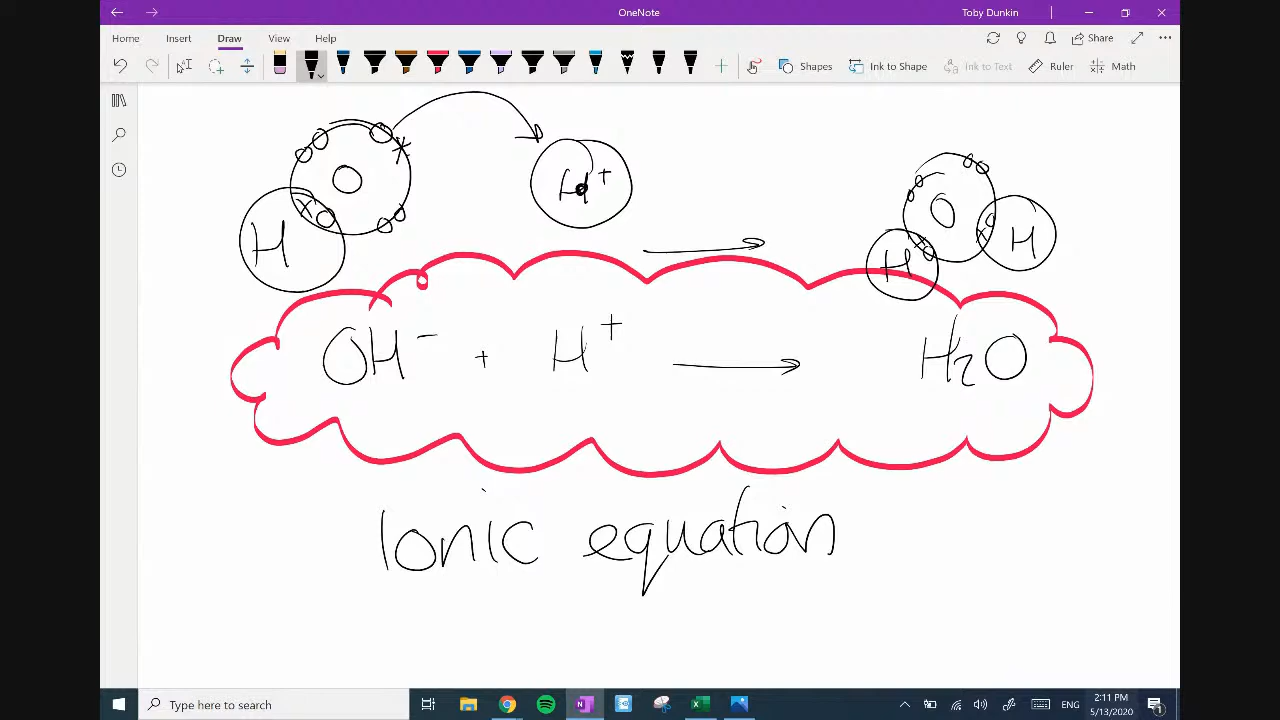 OneNote
Toby Dunkin
Home Insert Draw View Help
Share
Shapes Ink to Shape Ink to Text Ruler Math
H O H+ O H H
OH- + H+ → H2O
Ionic equation
Type here to search
ENG
2:11 PM
5/13/2020